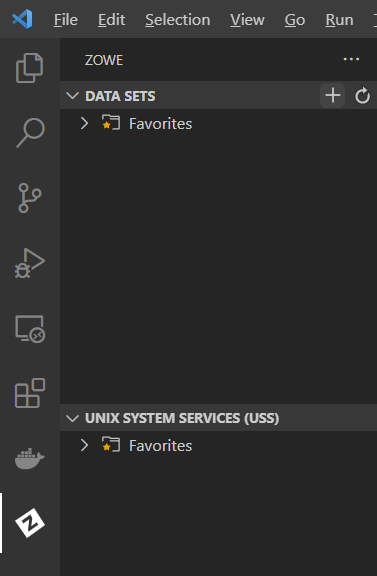 File Edit Selection View Go Run
ZOWE
DATA SETS
Favorites
UNIX SYSTEM SERVICES (USS)
Favorites
Z